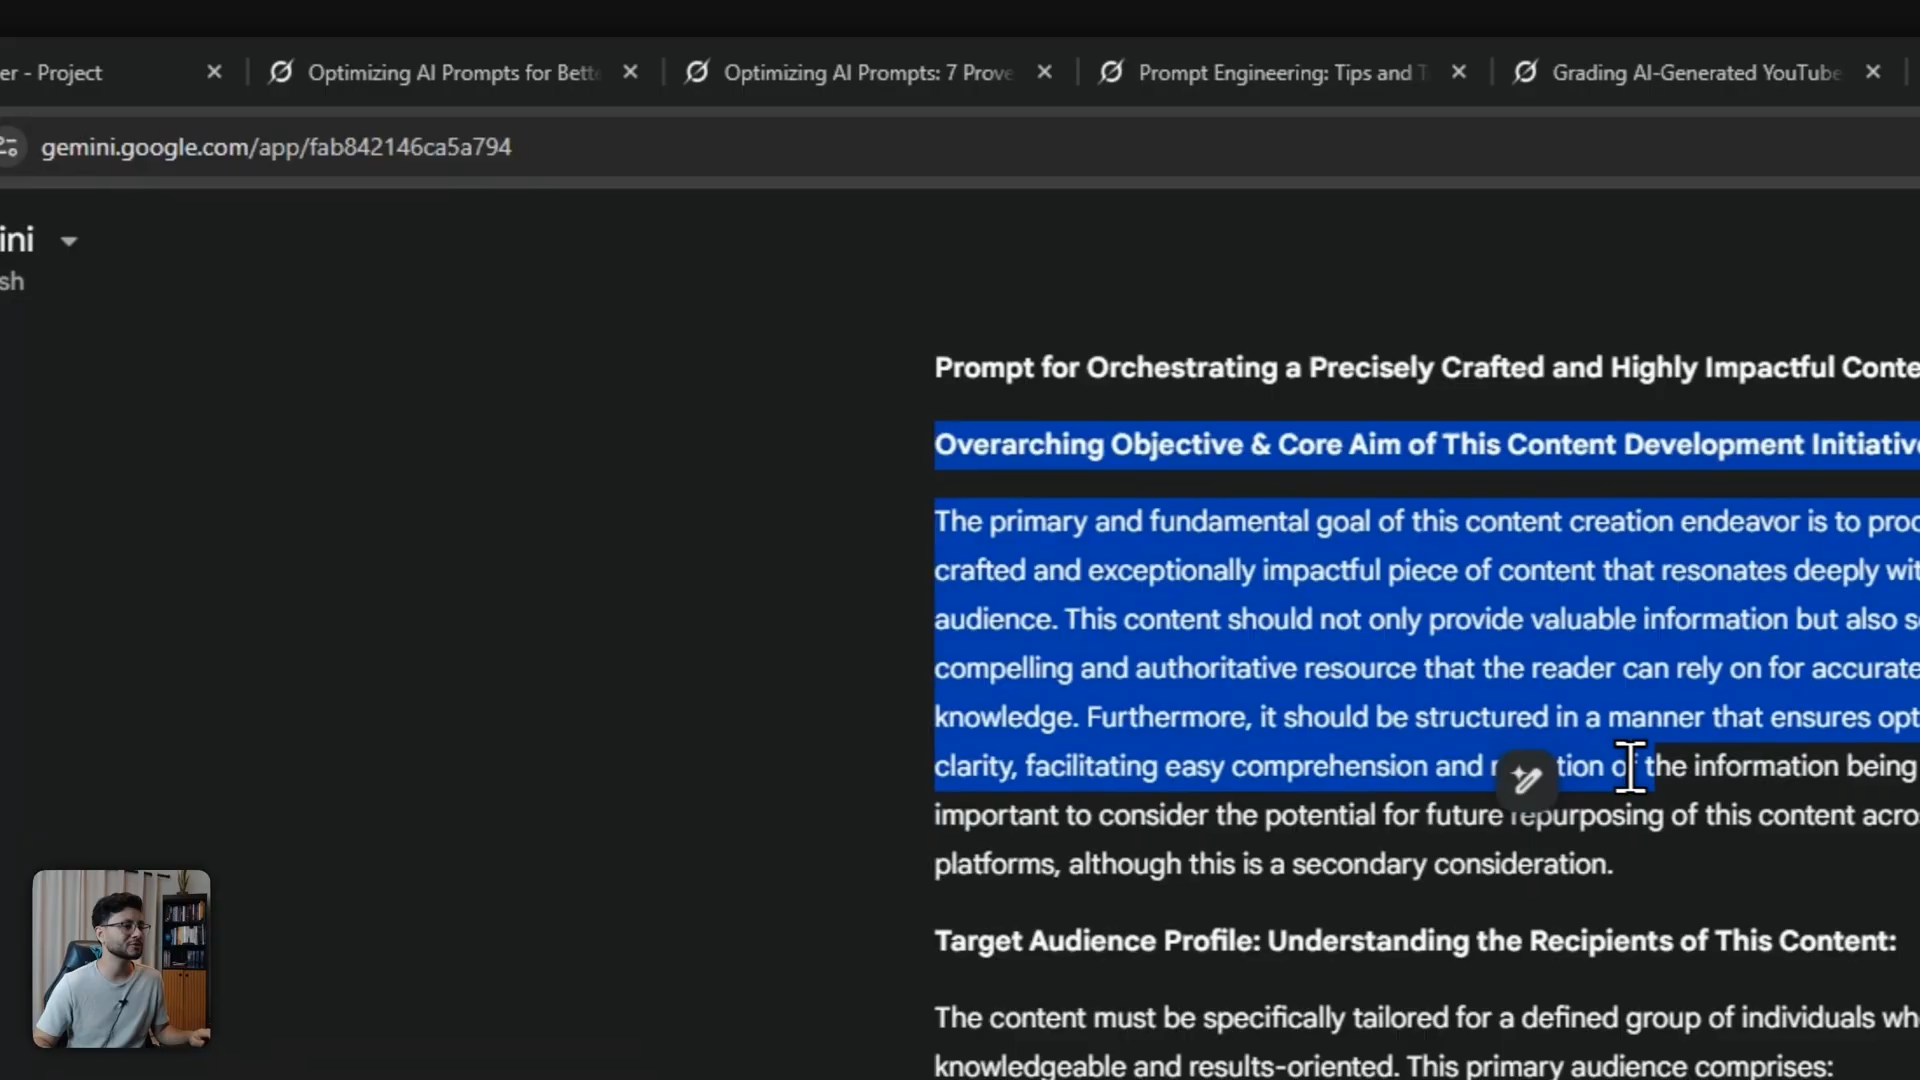 er - Project
Optimizing AI Prompts for Bett
Optimizing AI Prompts: 7 Prove
Prompt Engineering: Tips and T
Grading AI-Generated YouTube
gemini.google.com/app/fab842146ca5a794
ini
sh
Prompt for Orchestrating a Precisely Crafted and Highly Impactful Conte
Overarching Objective & Core Aim of This Content Development Initiative
The primary and fundamental goal of this content creation endeavor is to proc
crafted and exceptionally impactful piece of content that resonates deeply wit
audience. This content should not only provide valuable information but also s
compelling and authoritative resource that the reader can rely on for accurate
knowledge. Furthermore, it should be structured in a manner that ensures opt
clarity, facilitating easy comprehension and tion of the information being
important to consider the potential for future repurposing of this content acro
platforms, although this is a secondary consideration.
Target Audience Profile: Understanding the Recipients of This Content:
The content must be specifically tailored for a defined group of individuals wh
knowledgeable and results-oriented. This primary audience comprises: